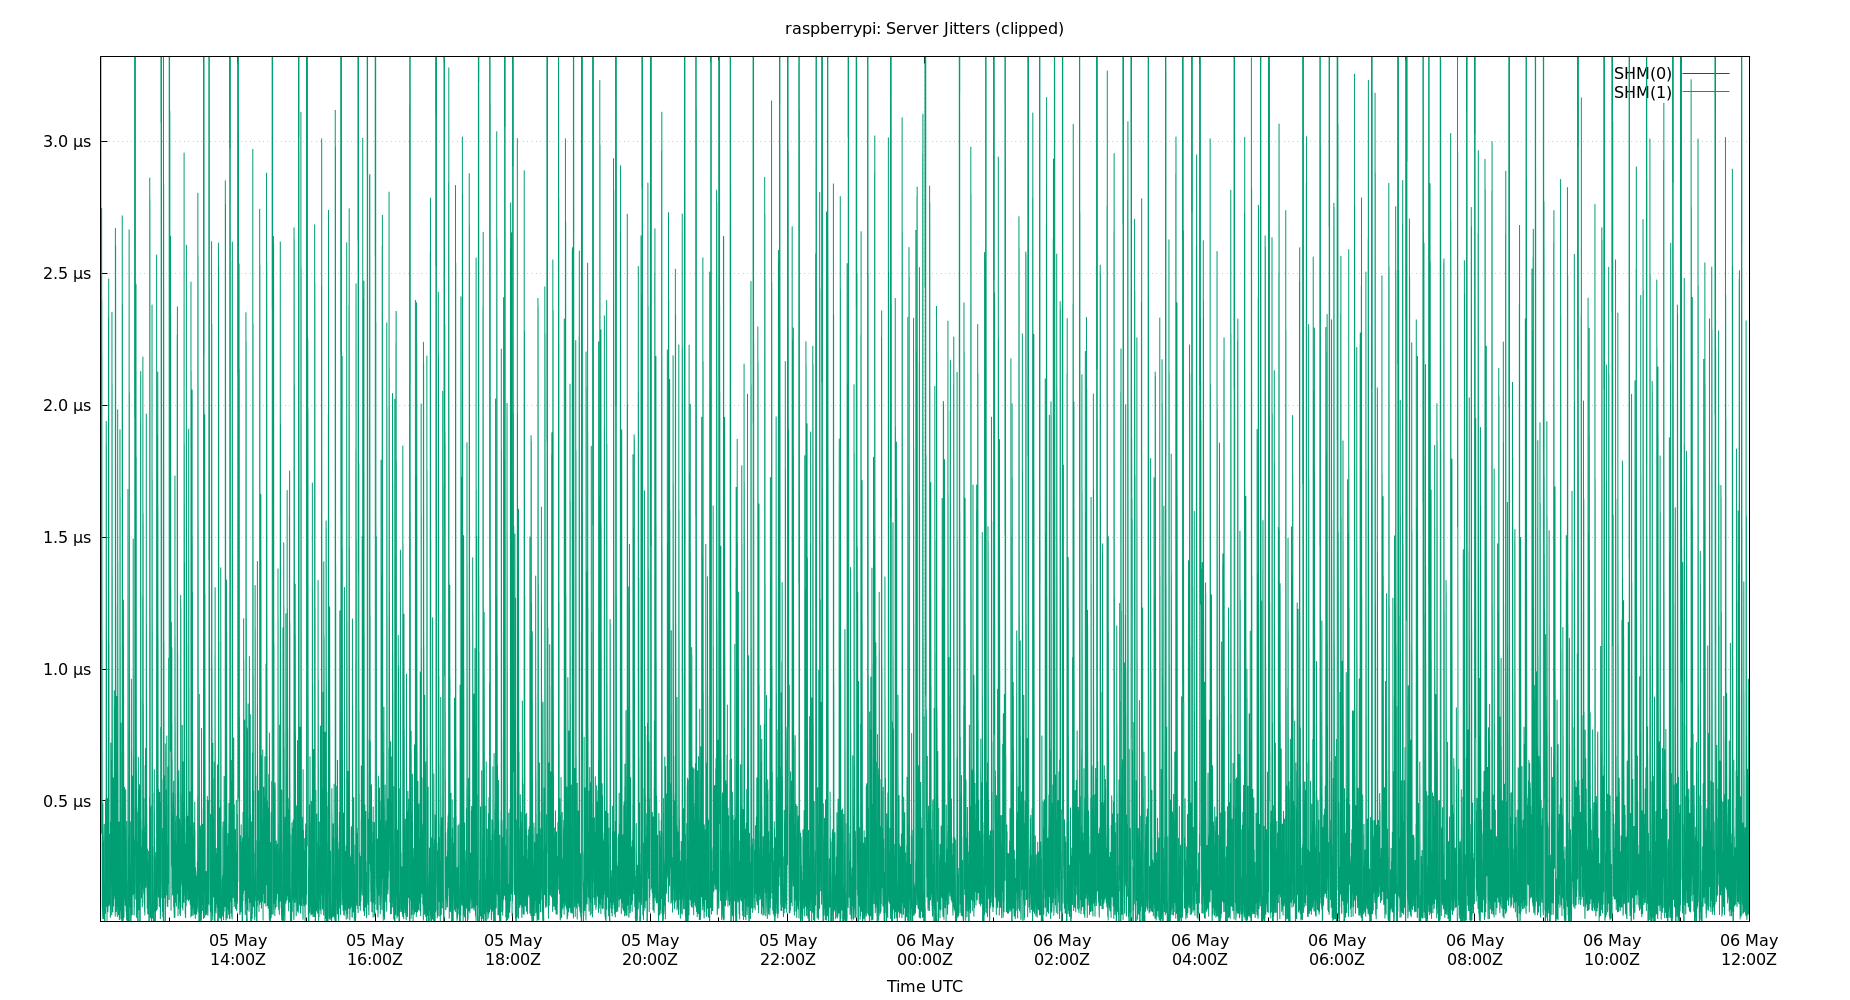 raspberrypi: Server Jitters (clipped)
SHM(0)
SHM(1)
3.0 µs
2.5 µs
2.0 µs
1.5 µs
1.0 µs
0.5 µs
05 May 05 May 05 May 05 May 05 May 06 May 06 May 06 May 06 May 06 May 06 May 06 May
14:00Z 16:00Z 18:00Z 20:00Z 22:00Z 00:00Z 02:00Z 04:00Z 06:00Z 08:00Z 10:00Z 12:00Z
Time UTC